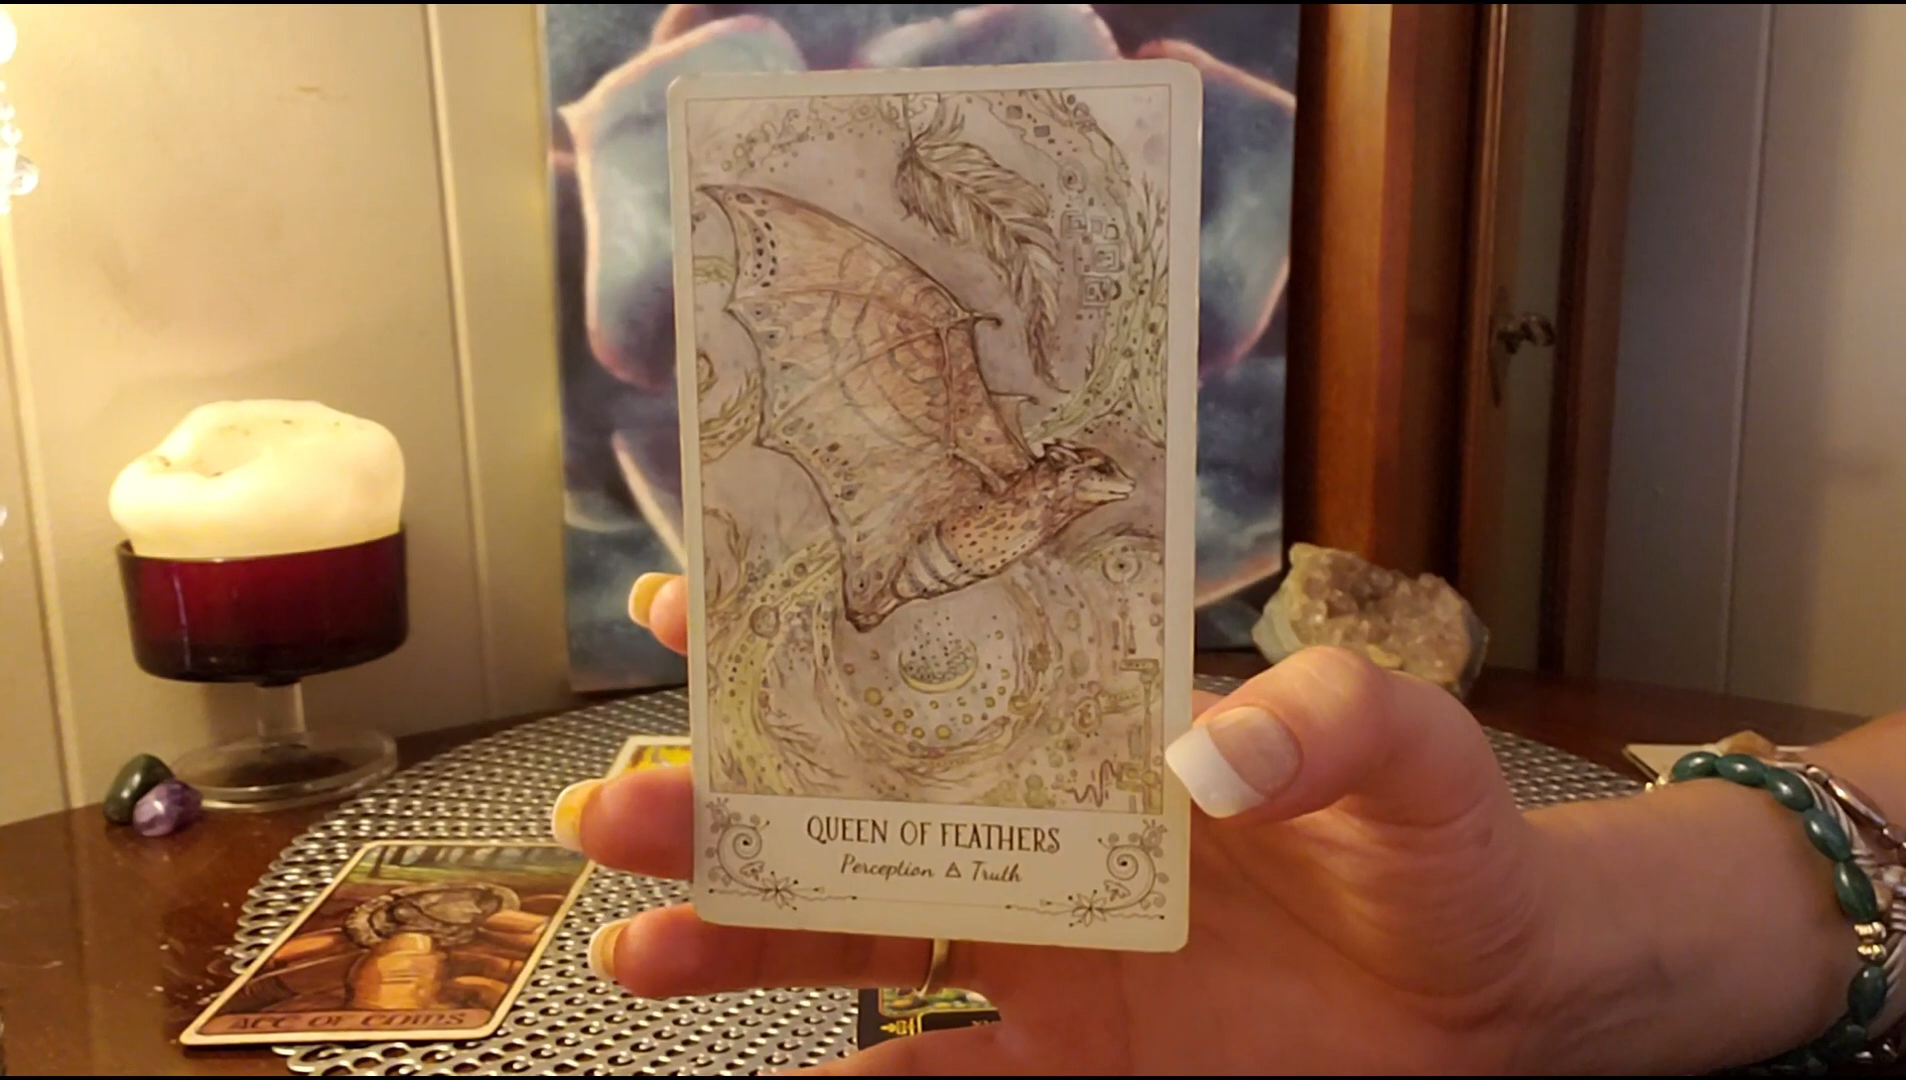 QUEEN OF FEATHERS
Perception Truth
ACE OF COINS